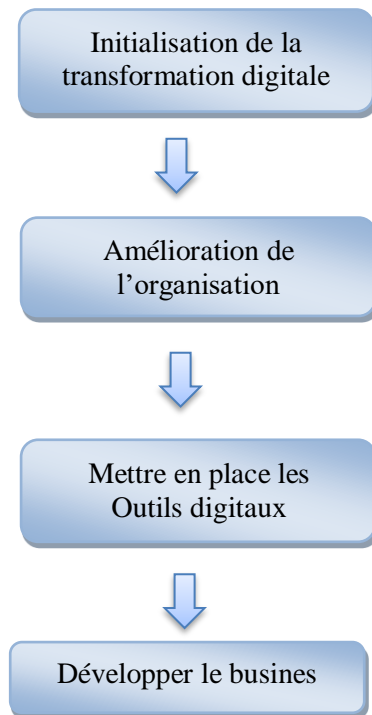 Initialisation de la
transformation digitale
Amélioration de
l’organisation
Mettre en place les
Outils digitaux
Développer le busines